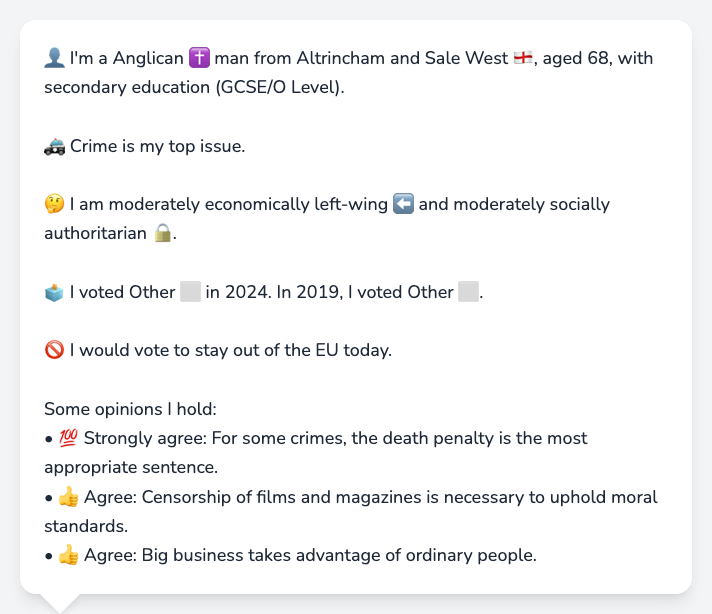 👤 I'm a Anglican ✝️ man from Altrincham and Sale West 🏴󠁧󠁢󠁥󠁮󠁧󠁿, aged 68, with
secondary education (GCSE/O Level).
🚓 Crime is my top issue.
🤔 I am moderately economically left-wing ⬅️ and moderately socially
authoritarian 🔒.
🗳️ I voted Other ⬜ in 2024. In 2019, I voted Other ⬜.
🚫 I would vote to stay out of the EU today.
Some opinions I hold:
• 💯 Strongly agree: For some crimes, the death penalty is the most
appropriate sentence.
• 👍 Agree: Censorship of films and magazines is necessary to uphold moral
standards.
• 👍 Agree: Big business takes advantage of ordinary people.